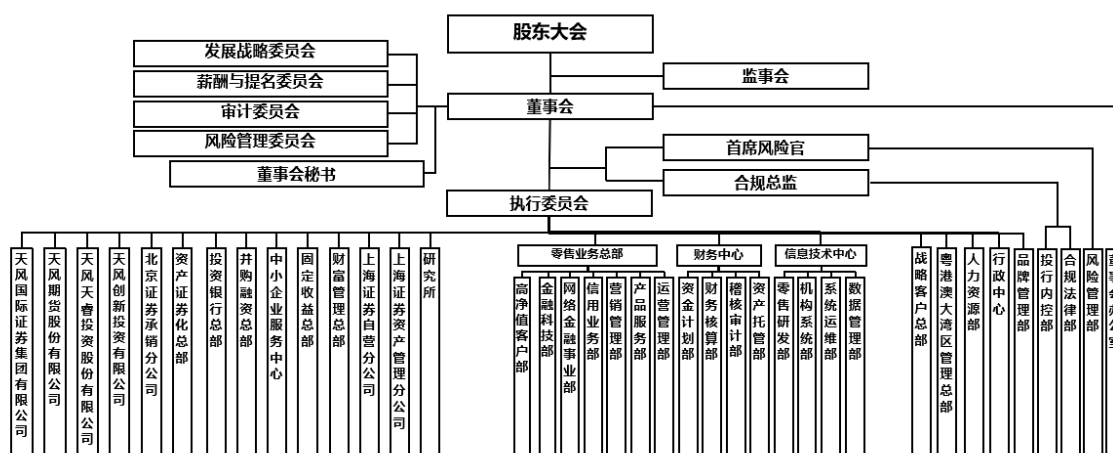 股东大会
发展战略委员会
薪酬与提名委员会
监事会
审计委员会
董事会
风险管理委员会
首席风险官
董事会秘书
合规总监
执行委员会
零售业务总部
财务中心
信息技术中心
天风国际证券集团有限公司
天风期货股份有限公司
天风天睿投资股份有限公司
天风创新投资有限公司
北京证券承销分公司
资产证券化总部
投资银行总部
并购融资总部
中小企业服务中心
固定收益总部
财富管理总部
上海证券自营分公司
上海证券资产管理分公司
研究所
高净值客户部
金融科技部
网络金融事业部
信用业务部
营销管理部
产品服务部
运营管理部
资金计划部
财务核算部
稽核审计部
资产托管部
零售研发部
机构系统部
系统运维部
数据管理部
战略客户总部
粤港澳大湾区管理总部
人力资源部
行政中心
品牌管理部
投行内控部
合规法律部
风险管理部
董事会办公室